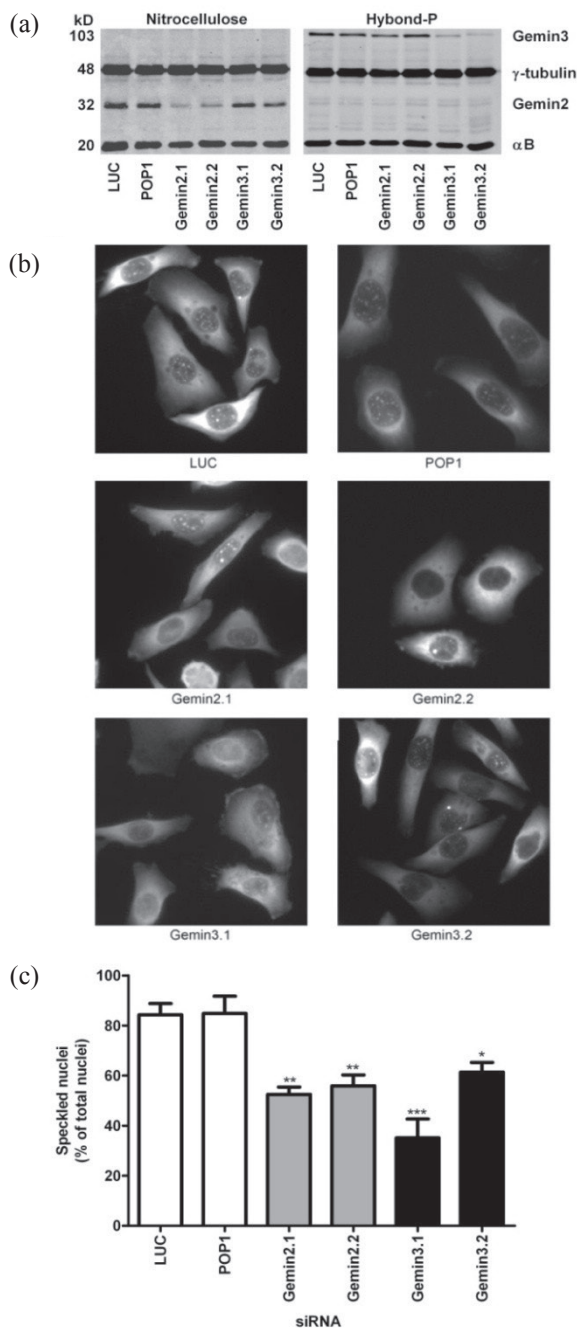 (a)
kD
Nitrocellulose
Hybond-P
103
Gemin3
48
γ-tubulin
32
Gemin2
20
αB
LUC
POP1
Gemin2.1
Gemin2.2
Gemin3.1
Gemin3.2
LUC
POP1
Gemin2.1
Gemin2.2
Gemin3.1
Gemin3.2
(b)
LUC
POP1
Gemin2.1
Gemin2.2
Gemin3.1
Gemin3.2
(c)
Speckled nuclei
(% of total nuclei)
100
80
60
40
20
0
**
**
***
*
LUC
POP1
Gemin2.1
Gemin2.2
Gemin3.1
Gemin3.2
siRNA